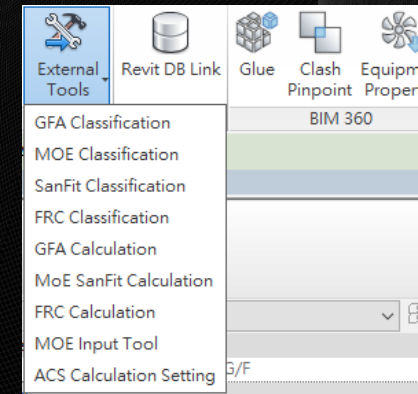 External Tools
Revit DB Link
Glue
Clash Pinpoint
BIM 360
GFA Classification
MOE Classification
SanFit Classification
FRC Classification
GFA Calculation
MoE SanFit Calculation
FRC Calculation
MOE Input Tool
ACS Calculation Setting
G/F